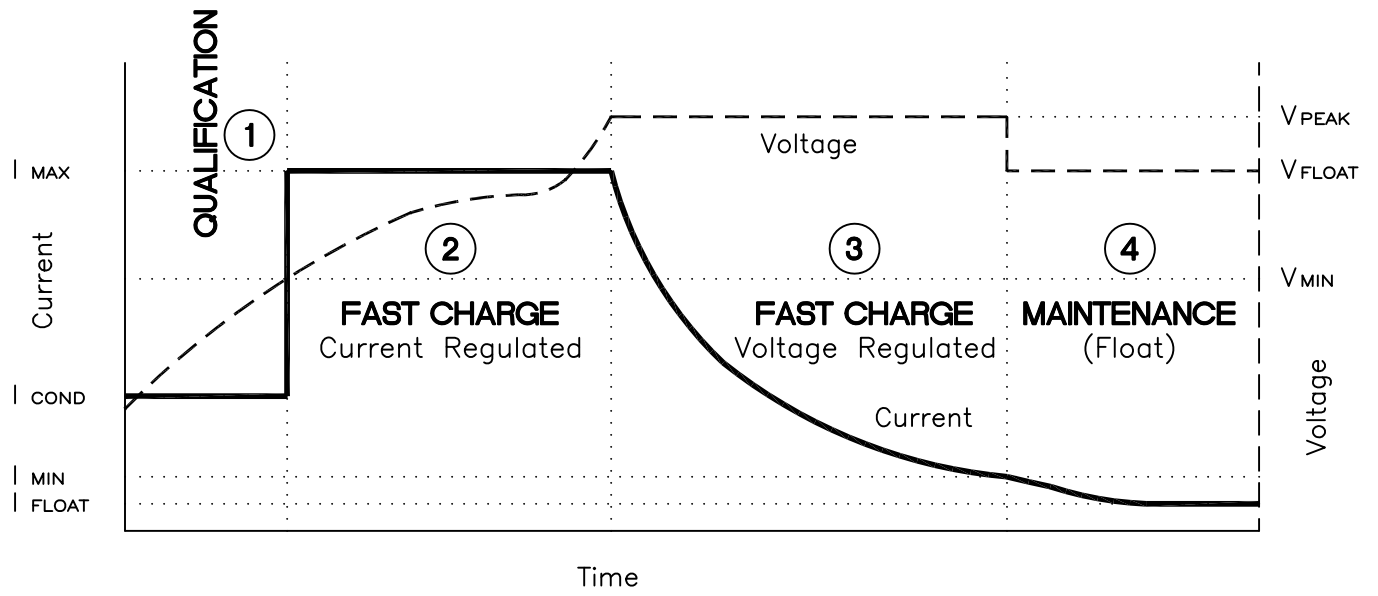 QUALIFICATION
1
I MAX
Current
I COND
I MIN
I FLOAT
2
FAST CHARGE
Current Regulated
Voltage
3
FAST CHARGE
Voltage Regulated
Current
4
MAINTENANCE
(Float)
V PEAK
V FLOAT
V MIN
Voltage
Time